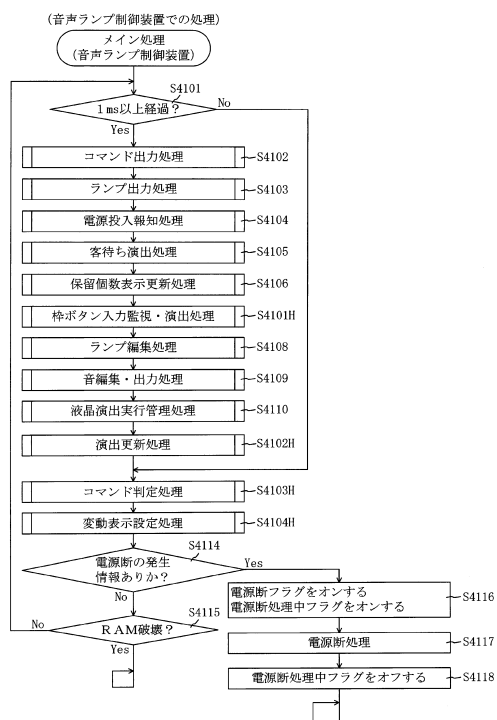 (音声ランプ制御装置での処理)
メイン処理
(音声ランプ制御装置)
S4101
1ms以上経過？
No
Yes
コマンド出力処理 S4102
ランプ出力処理 S4103
電源投入報知処理 S4104
客待ち演出処理 S4105
保留個数表示更新処理 S4106
枠ボタン入力監視・演出処理 S4101H
ランプ編集処理 S4108
音編集・出力処理 S4109
液晶演出実行管理処理 S4110
演出更新処理 S4102H
コマンド判定処理 S4103H
変動表示設定処理 S4104H
S4114
電源断の発生
情報ありか？
Yes
No
電源断フラグをオンする
電源断処理中フラグをオンする
S4116
S4115
RAM破壊？
No
Yes
電源断処理 S4117
電源断処理中フラグをオフする S4118